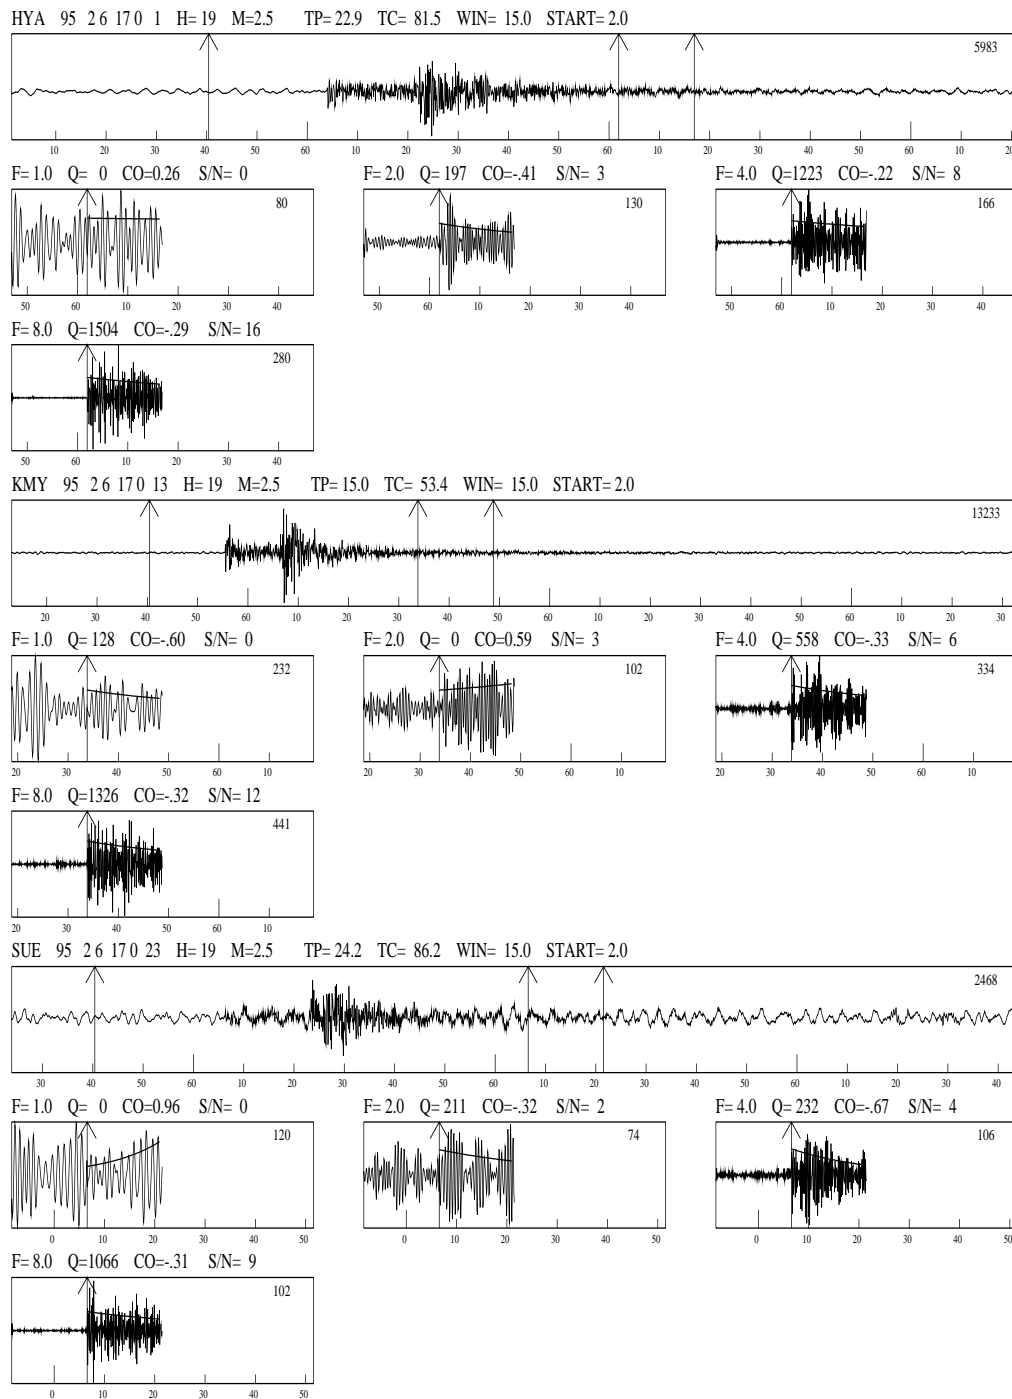 HYA 95 2 6 17 0 1 H= 19 M=2.5 TP= 22.9 TC= 81.5 WIN= 15.0 START= 2.0
5983
10 20 30 40 50 60 10 20 30 40 50 60 10 20 30 40 50 60 10 20
F= 1.0 Q= 0 CO=0.26 S/N= 0 F= 2.0 Q= 197 CO=-.41 S/N= 3 F= 4.0 Q=1223 CO=-.22 S/N= 8
80 130 166
50 60 10 20 30 40 50 60 10 20 30 40 50 60 10 20 30 40
F= 8.0 Q=1504 CO=-.29 S/N= 16
280
50 60 10 20 30 40
KMY 95 2 6 17 0 13 H= 19 M=2.5 TP= 15.0 TC= 53.4 WIN= 15.0 START= 2.0
13233
20 30 40 50 60 10 20 30 40 50 60 10 20 30 40 50 60 10 20 30
F= 1.0 Q= 128 CO=-.60 S/N= 0 F= 2.0 Q= 0 CO=0.59 S/N= 3 F= 4.0 Q= 558 CO=-.33 S/N= 6
232 102 334
20 30 40 50 60 10 20 30 40 50 60 10 20 30 40 50 60 10
F= 8.0 Q=1326 CO=-.32 S/N= 12
441
20 30 40 50 60 10
SUE 95 2 6 17 0 23 H= 19 M=2.5 TP= 24.2 TC= 86.2 WIN= 15.0 START= 2.0
2468
30 40 50 60 10 20 30 40 50 60 10 20 30 40 50 60 10 20 30 40
F= 1.0 Q= 0 CO=0.96 S/N= 0 F= 2.0 Q= 211 CO=-.32 S/N= 2 F= 4.0 Q= 232 CO=-.67 S/N= 4
120 74 106
0 10 20 30 40 50 0 10 20 30 40 50 0 10 20 30 40 50
F= 8.0 Q=1066 CO=-.31 S/N= 9
102
0 10 20 30 40 50